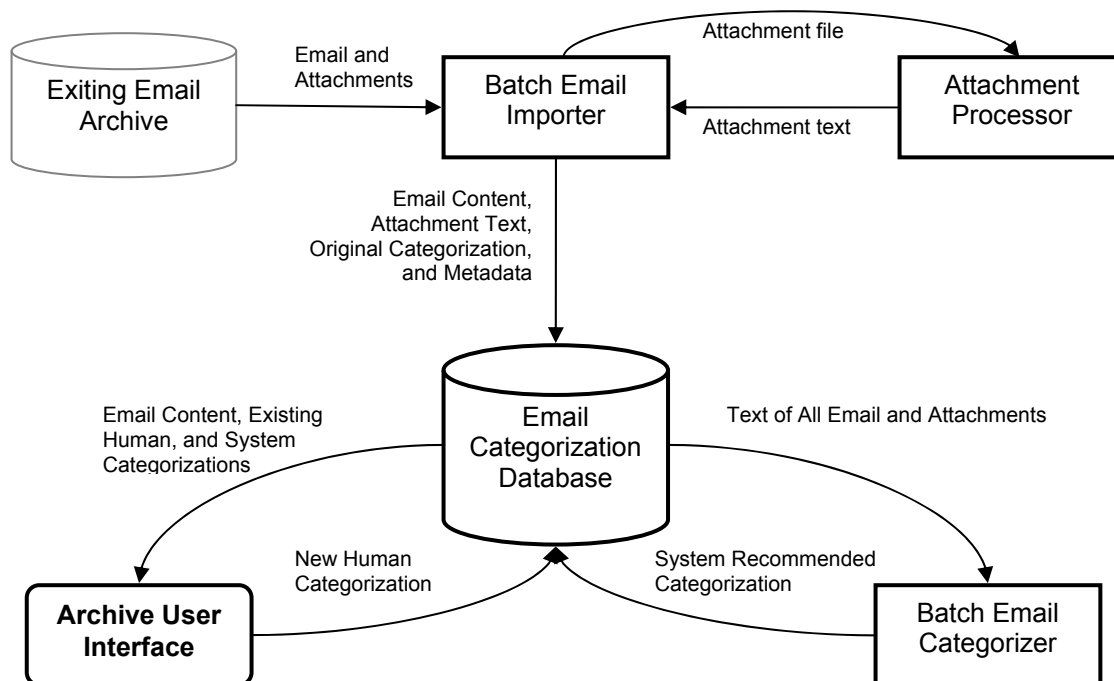 Exiting Email
Archive
Email and
Attachments
Batch Email
Importer
Attachment file
Attachment text
Attachment
Processor
Email Content,
Attachment Text,
Original Categorization,
and Metadata
Email
Categorization
Database
Email Content, Existing
Human, and System
Categorizations
Text of All Email and Attachments
New Human
Categorization
System Recommended
Categorization
Archive User
Interface
Batch Email
Categorizer